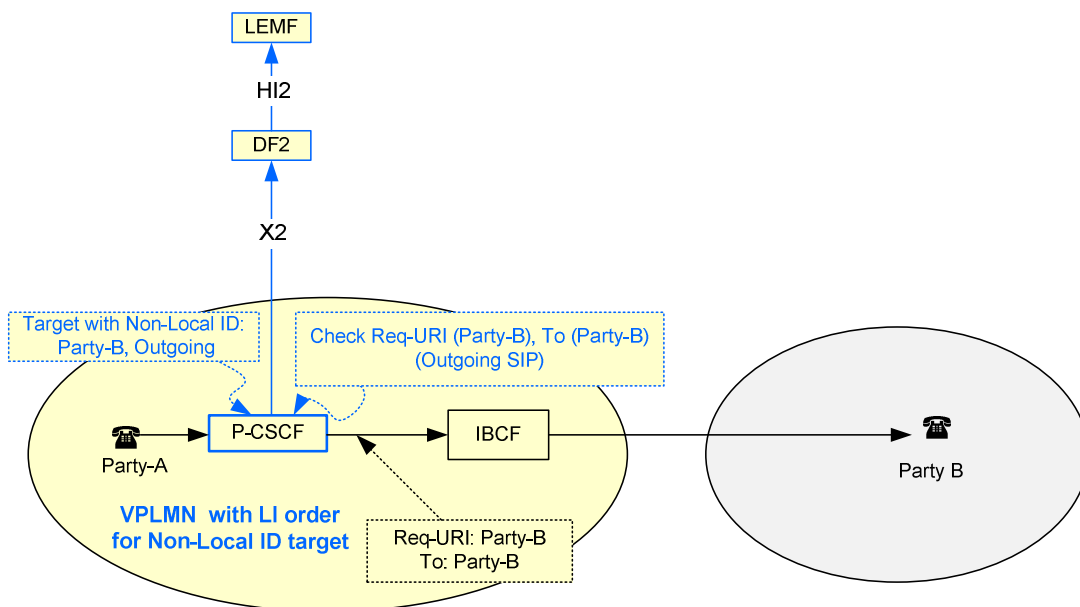 LEMF
HI2
DF2
X2
Target with Non-Local ID:
Party-B, Outgoing
Check Req-URI (Party-B), To (Party-B)
(Outgoing SIP)
Party-A
P-CSCF
IBCF
Party B
VPLMN with LI order
for Non-Local ID target
Req-URI: Party-B
To: Party-B